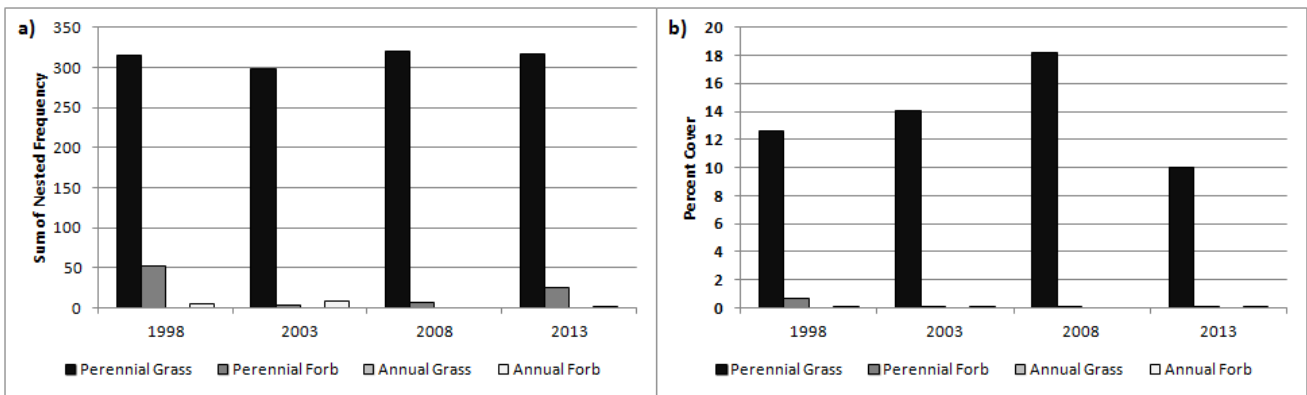 a)
Sum of Nested Frequency
350
300
250
200
150
100
50
0
1998 2003 2008 2013
Perennial Grass Perennial Forb Annual Grass Annual Forb
b)
Percent Cover
20
18
16
14
12
10
8
6
4
2
0
1998 2003 2008 2013
Perennial Grass Perennial Forb Annual Grass Annual Forb